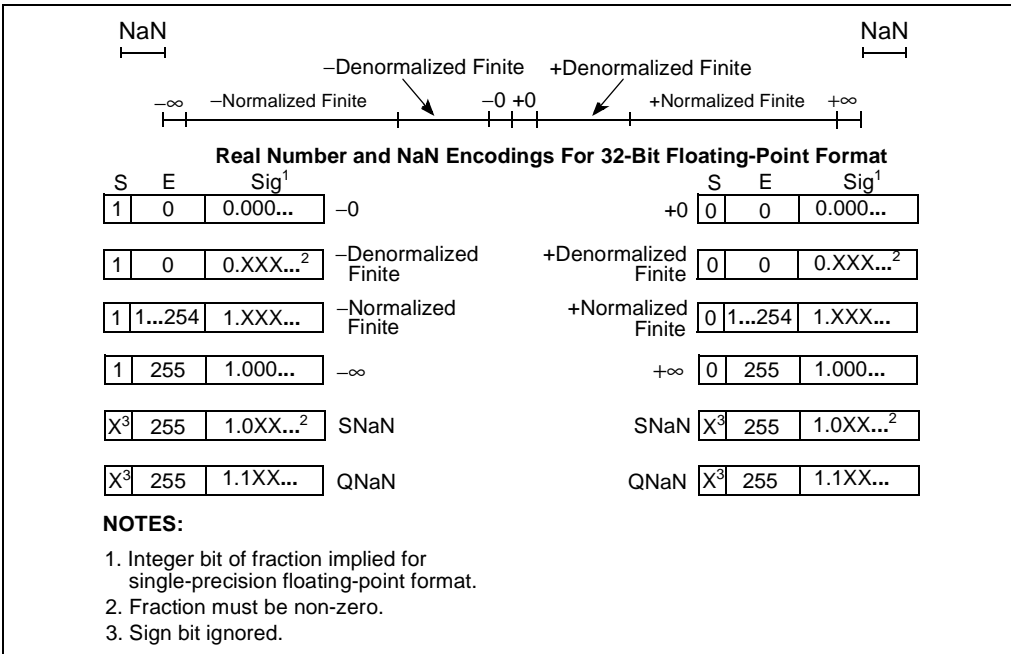 NaN NaN
−Denormalized Finite +Denormalized Finite
−∞ −Normalized Finite −0 +0 +Normalized Finite +∞
Real Number and NaN Encodings For 32-Bit Floating-Point Format
S E Sig1 S E Sig1
1 0 0.000... −0 +0 0 0 0.000...
1 0 0.XXX...2 −Denormalized Finite +Denormalized Finite 0 0 0.XXX...2
1 1...254 1.XXX... −Normalized Finite +Normalized Finite 0 1...254 1.XXX...
1 255 1.000... −∞ +∞ 0 255 1.000...
X3 255 1.0XX...2 SNaN SNaN X3 255 1.0XX...2
X3 255 1.1XX... QNaN QNaN X3 255 1.1XX...
NOTES:
1. Integer bit of fraction implied for
single-precision floating-point format.
2. Fraction must be non-zero.
3. Sign bit ignored.